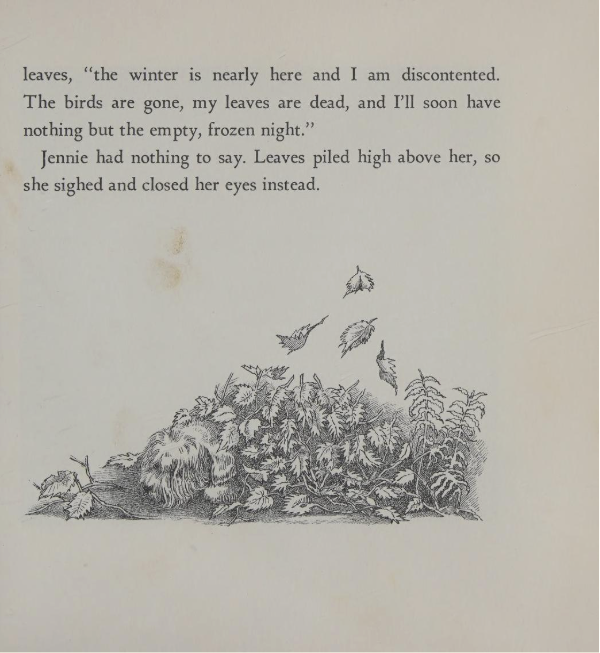 leaves, “the winter is nearly here and I am discontented.
The birds are gone, my leaves are dead, and I’ll soon have
nothing but the empty, frozen night.”
Jennie had nothing to say. Leaves piled high above her, so
she sighed and closed her eyes instead.